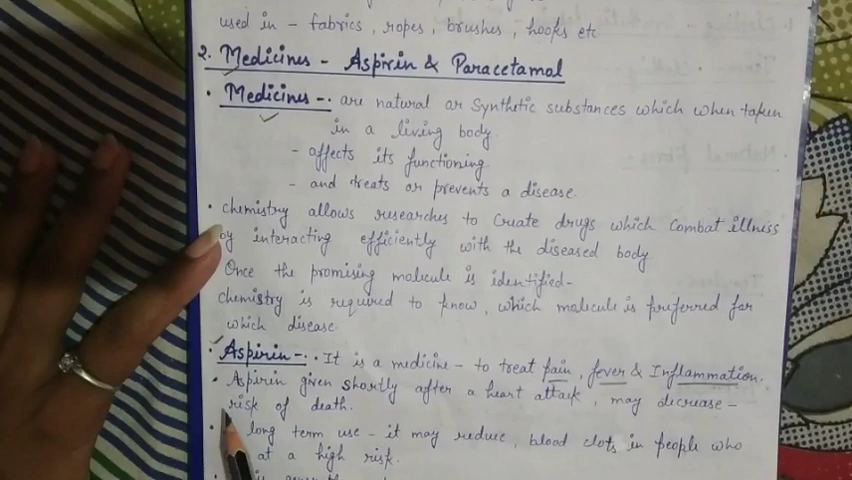 used in - fabrics, ropes, brushes, hooks etc
2. Medicines - Aspirin & Paracetamol
• Medicines -. are natural or Synthetic substances which when taken
in a living body
- affects its functioning
- and treats or prevents a disease.
• chemistry allows researches to create drugs which combat illness
by interacting efficiently with the diseased body
Once the promising molecule is identified-
chemistry is required to know, which molecule is preferred for
which disease.
• Aspirin -.. It is a medicine - to treat pain, fever & Inflammation.
• Aspirin given shortly after a heart attack, may decrease -
risk of death.
• long term use - it may reduce, blood clots in people who
at a high risk.